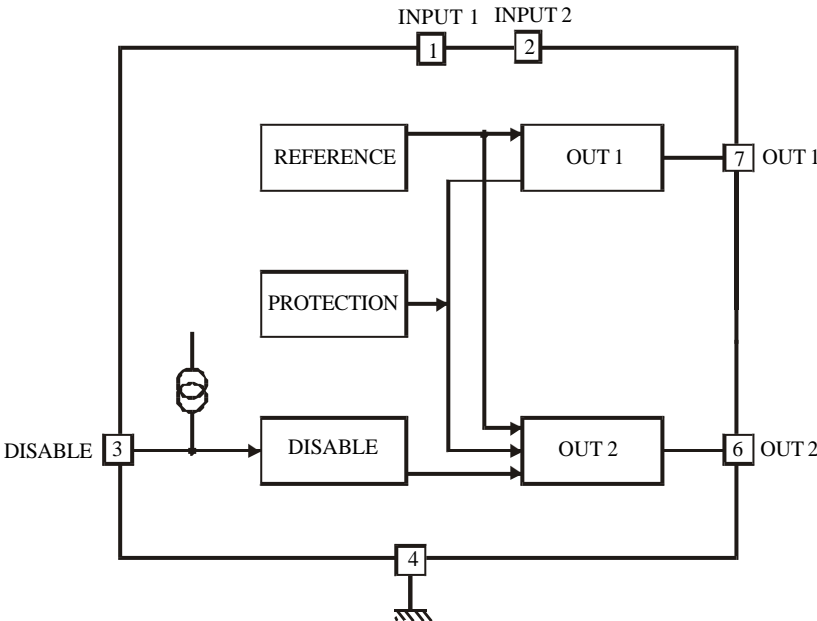 INPUT 1 INPUT 2
1 2
REFERENCE OUT 1 7 OUT 1
PROTECTION
DISABLE 3 DISABLE OUT 2 6 OUT 2
4